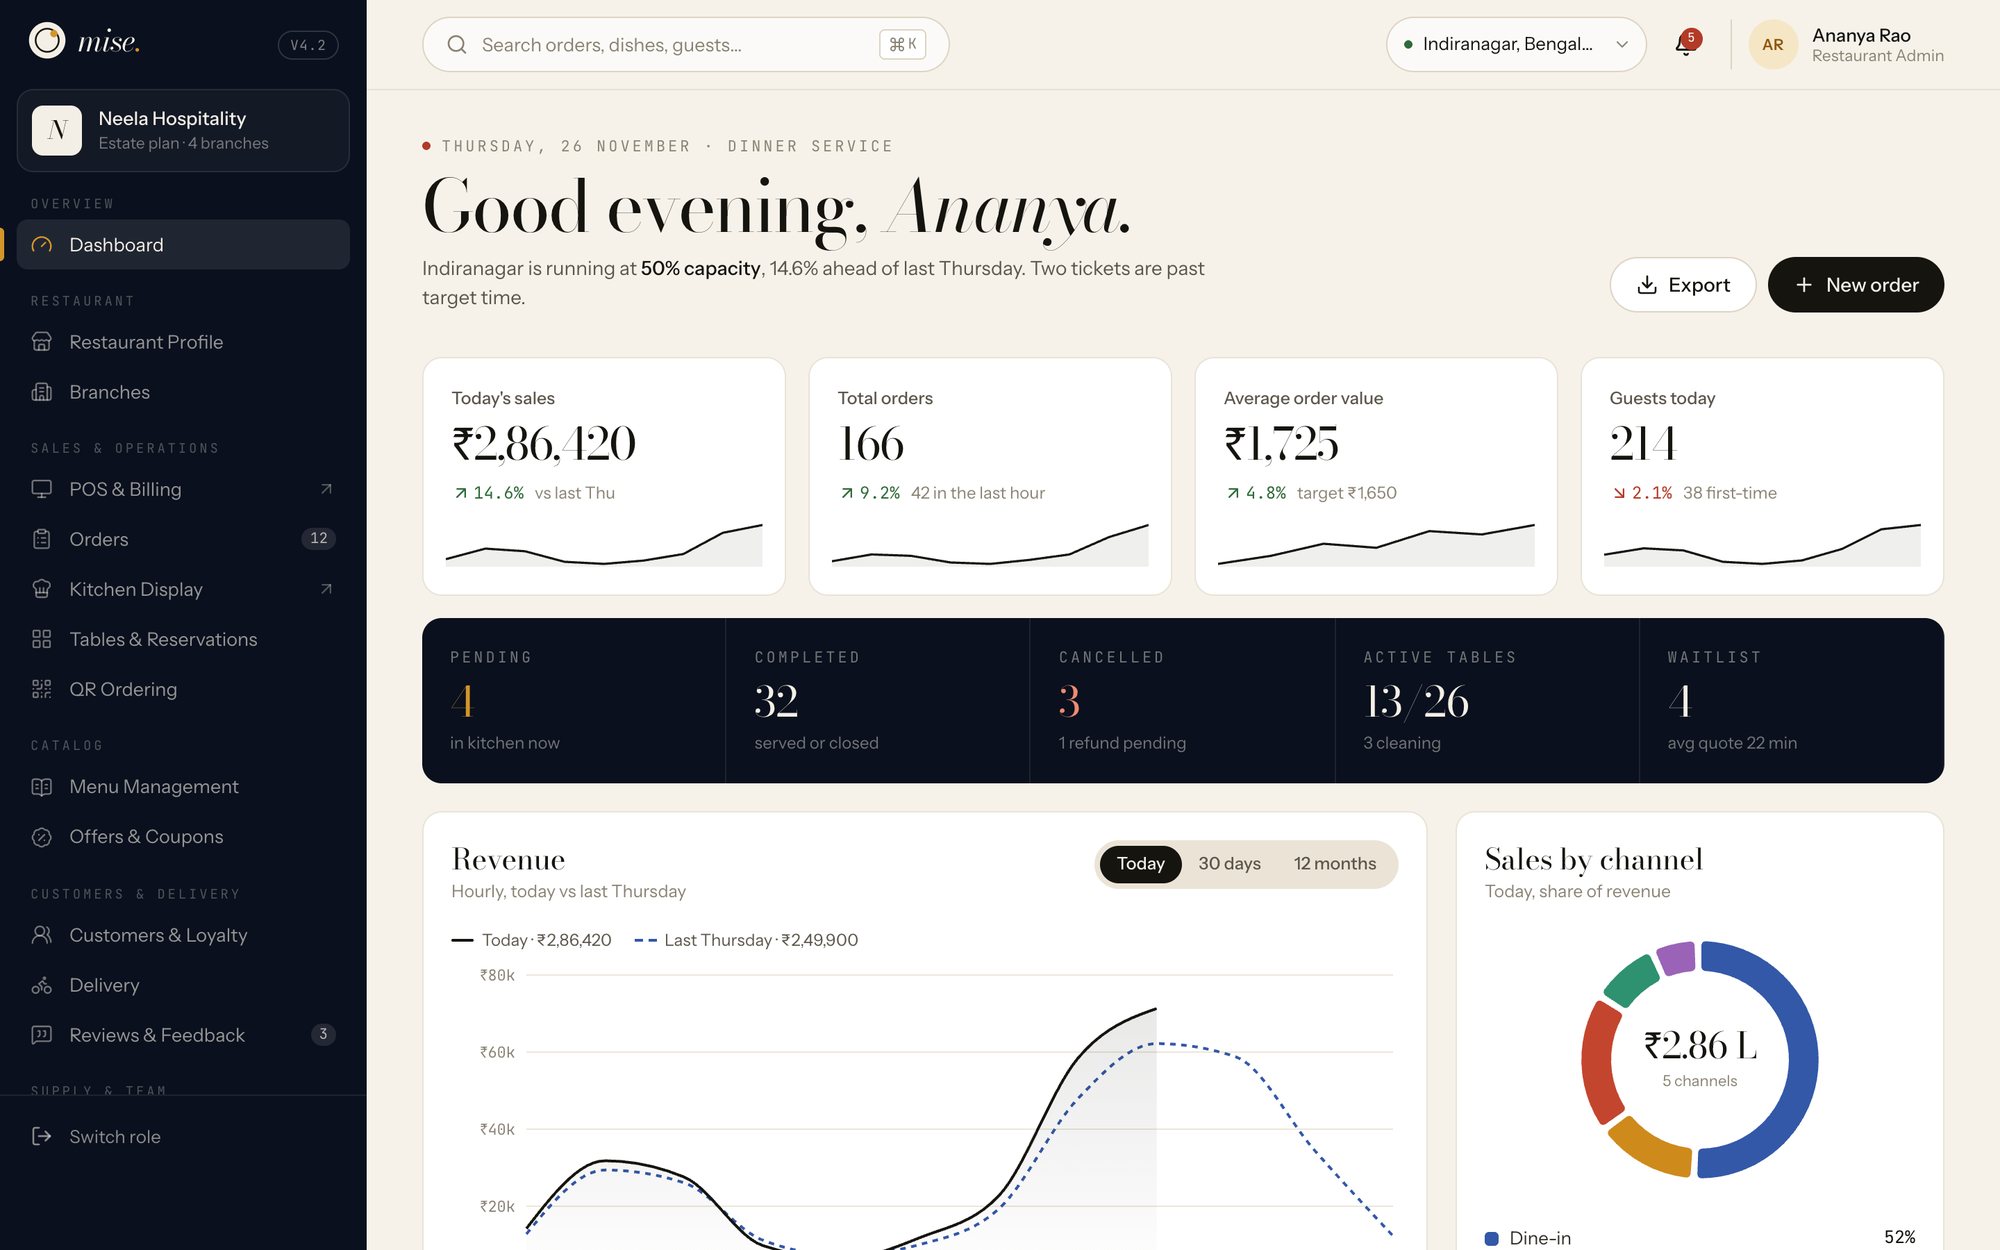 mise.
V4.2
N
Neela Hospitality
Estate plan · 4 branches
OVERVIEW
Dashboard
RESTAURANT
Restaurant Profile
Branches
SALES & OPERATIONS
POS & Billing
Orders 12
Kitchen Display
Tables & Reservations
QR Ordering
CATALOG
Menu Management
Offers & Coupons
CUSTOMERS & DELIVERY
Customers & Loyalty
Delivery
Reviews & Feedback 3
SUPPLY & TEAM
Switch role
Search orders, dishes, guests...
⌘K
Indiranagar, Bengal...
5
AR
Ananya Rao
Restaurant Admin
THURSDAY, 26 NOVEMBER · DINNER SERVICE
Good evening, Ananya.
Indiranagar is running at 50% capacity, 14.6% ahead of last Thursday. Two tickets are past
target time.
Export
New order
Today's sales
₹2,86,420
14.6% vs last Thu
Total orders
166
9.2% 42 in the last hour
Average order value
₹1,725
4.8% target ₹1,650
Guests today
214
2.1% 38 first-time
PENDING
4
in kitchen now
COMPLETED
32
served or closed
CANCELLED
3
1 refund pending
ACTIVE TABLES
13/26
3 cleaning
WAITLIST
4
avg quote 22 min
Revenue
Hourly, today vs last Thursday
Today
30 days
12 months
Today · ₹2,86,420
Last Thursday · ₹2,49,900
₹80k
₹60k
₹40k
₹20k
Sales by channel
Today, share of revenue
₹2.86 L
5 channels
Dine-in 52%